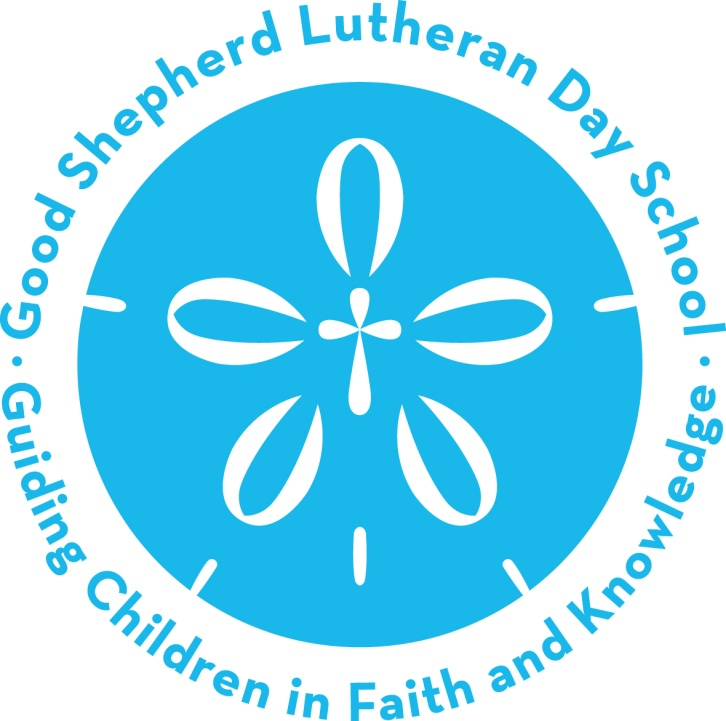 Good Shepherd Lutheran Day School
· Guiding Children in Faith and Knowledge ·